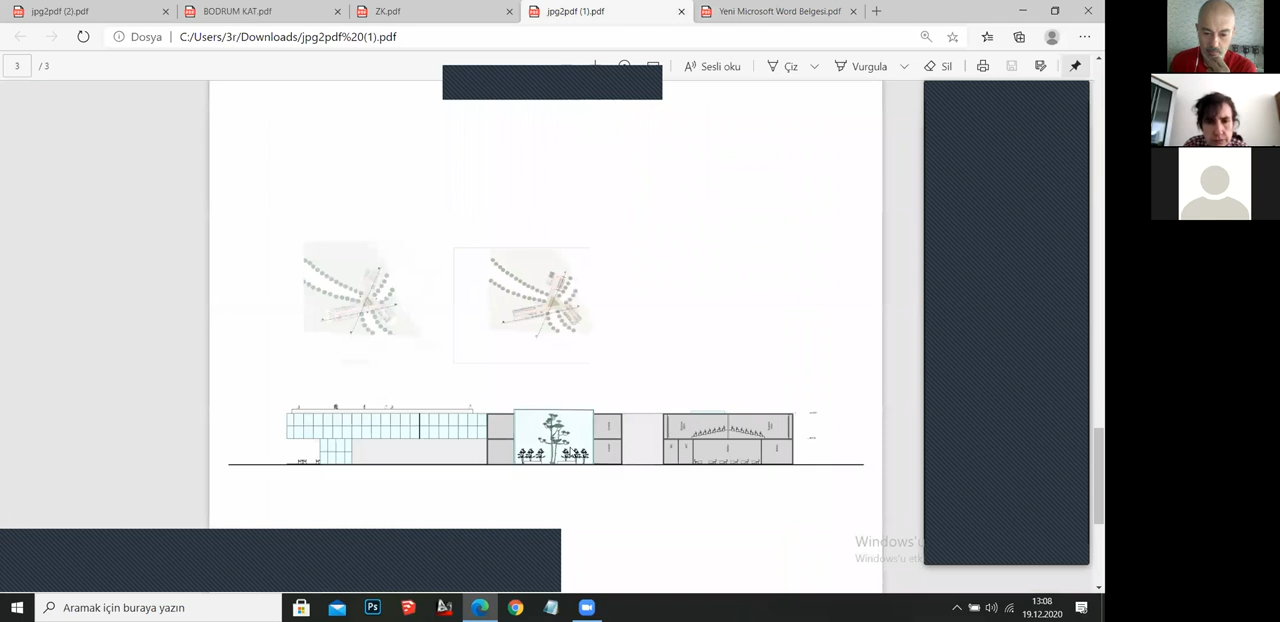 jpg2pdf (2).pdf
BODRUM KAT.pdf
ZK.pdf
jpg2pdf (1).pdf
Yeni Microsoft Word Belgesi.pdf
Dosya
C:/Users/3r/Downloads/jpg2pdf%20(1).pdf
3 / 3
Sesli oku
Çiz
Vurgula
Sil
Windows'u
Windows'u etk
Aramak için buraya yazın
Ps
13:08
19.12.2020